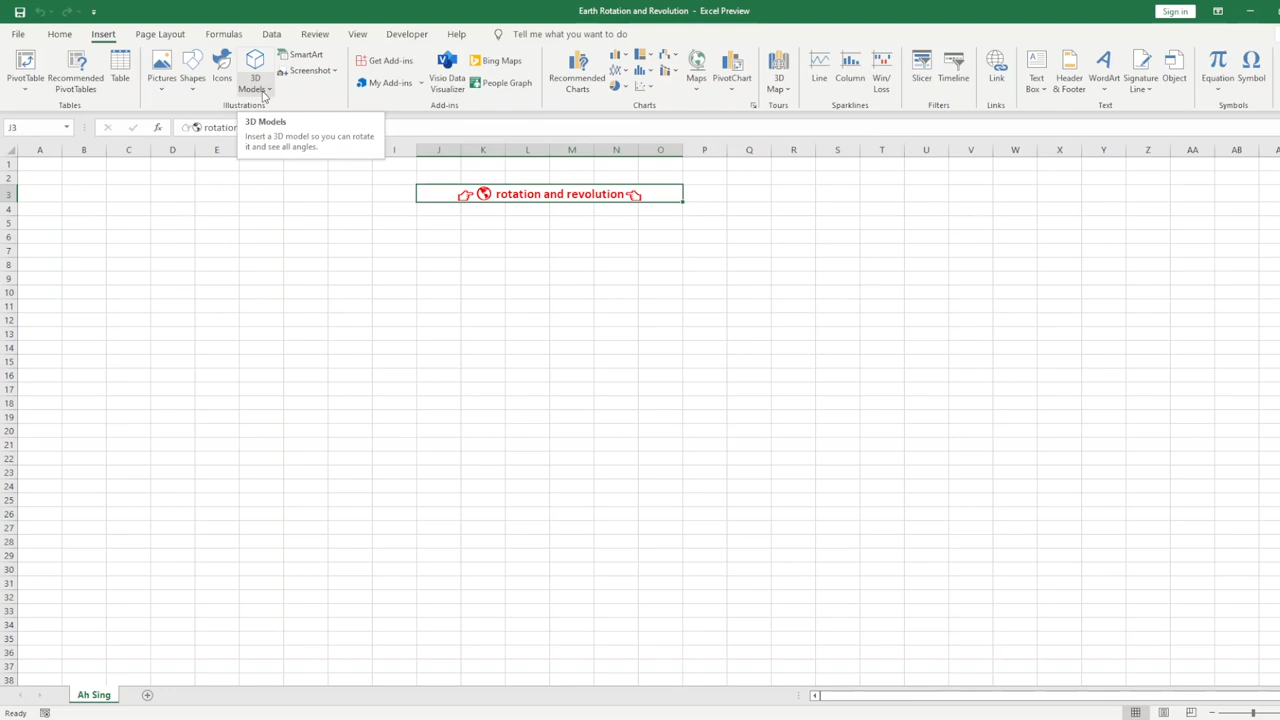 Earth Rotation and Revolution - Excel Preview
Sign in
File Home Insert Page Layout Formulas Data Review View Developer Help Tell me what you want to do
PivotTable
Recommended
PivotTables
Table
Tables
Pictures
Shapes
Icons
3D
Models
SmartArt
Screenshot
Illustrations
Get Add-ins
My Add-ins
Visio Data
Visualizer
Bing Maps
People Graph
Add-ins
Recommended
Charts
Maps
PivotChart
Charts
3D
Map
Tours
Line
Column
Win/
Loss
Sparklines
Slicer
Timeline
Filters
Link
Links
Text
Box
Header
& Footer
WordArt
Signature
Line
Object
Text
Equation
Symbol
Symbols
J3
fx
rotation
3D Models
Insert a 3D model so you can rotate
it and see all angles.
A B C D E I J K L M N O P Q R S T U V W X Y Z AA AB
1
2
3 rotation and revolution
4
5
6
7
8
9
10
11
12
13
14
15
16
17
18
19
20
21
22
23
24
25
26
27
28
29
30
31
32
33
34
35
36
37
38
Ah Sing
Ready